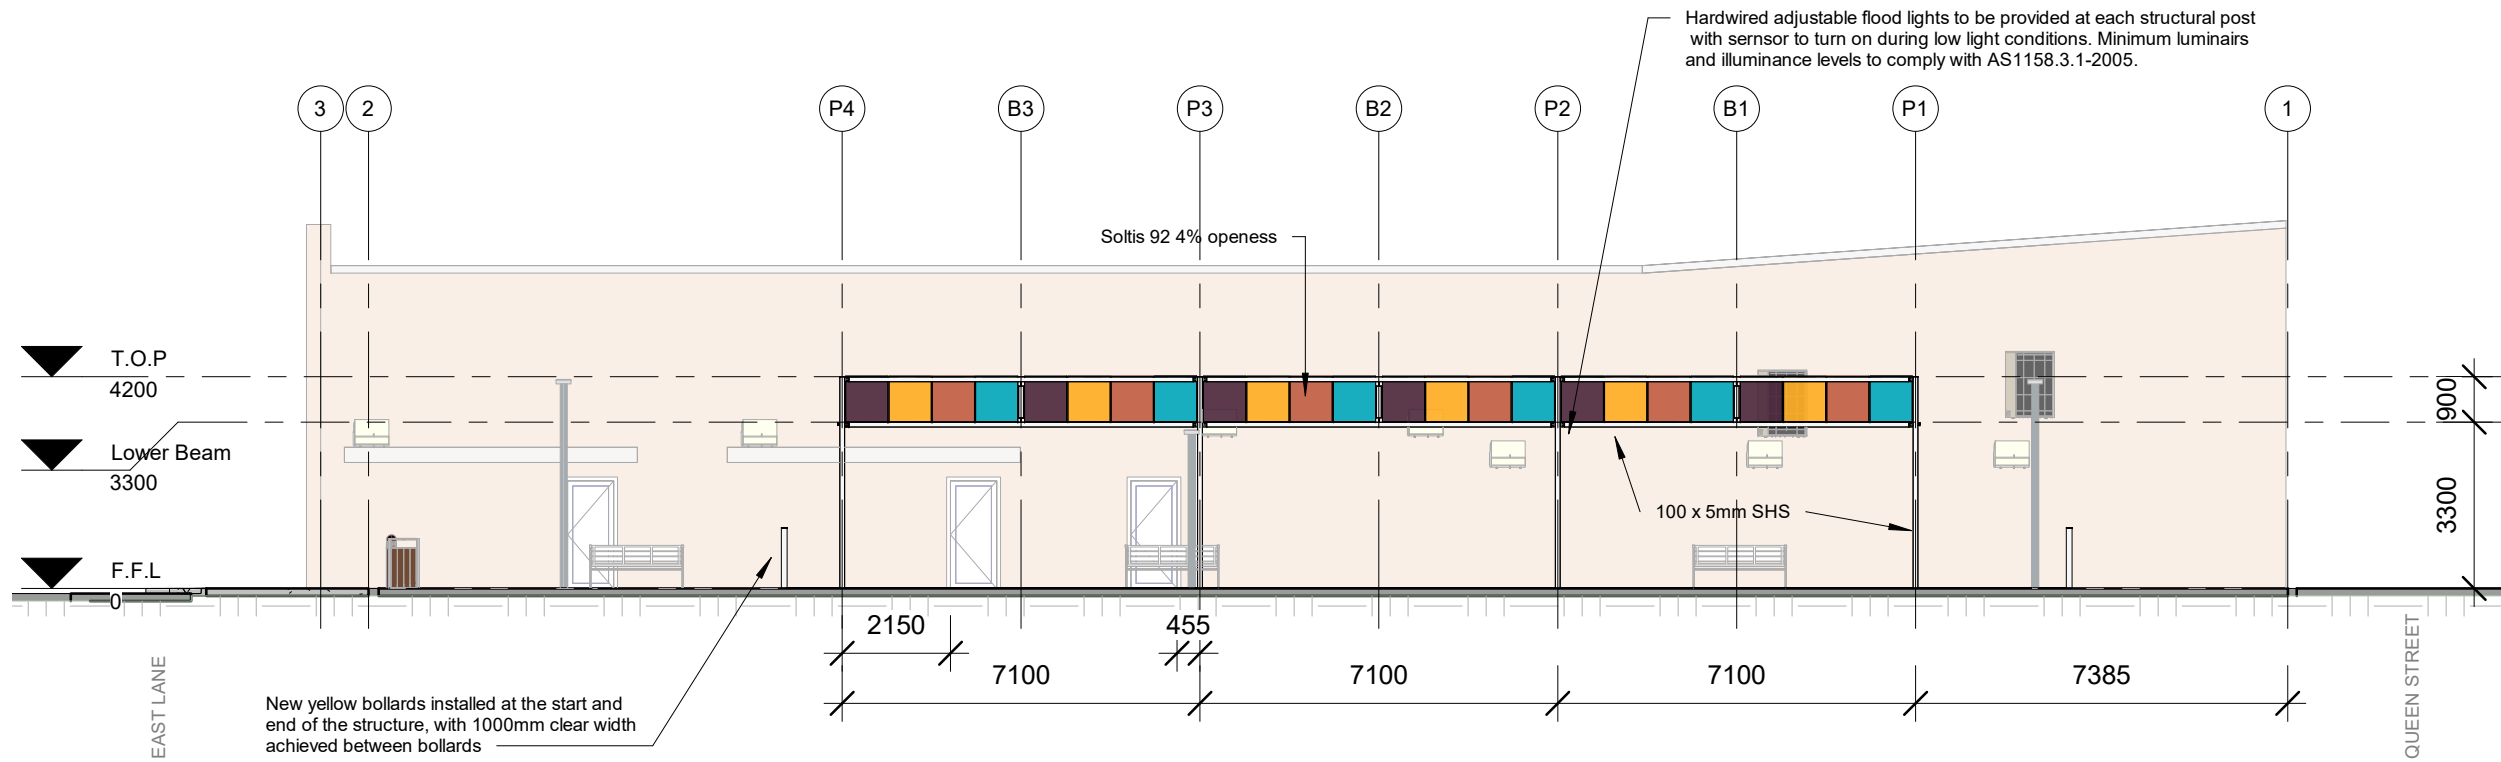 Hardwired adjustable flood lights to be provided at each structural post
with sernsor to turn on during low light conditions. Minimum luminairs
and illuminance levels to comply with AS1158.3.1-2005.
3
2
P4
B3
P3
B2
P2
B1
P1
1
Soltis 92 4% openess
T.O.P
4200
Lower Beam
3300
F.F.L
0
900
3300
100 x 5mm SHS
2150
455
7100
7100
7100
7385
EAST LANE
QUEEN STREET
New yellow bollards installed at the start and
end of the structure, with 1000mm clear width
achieved between bollards